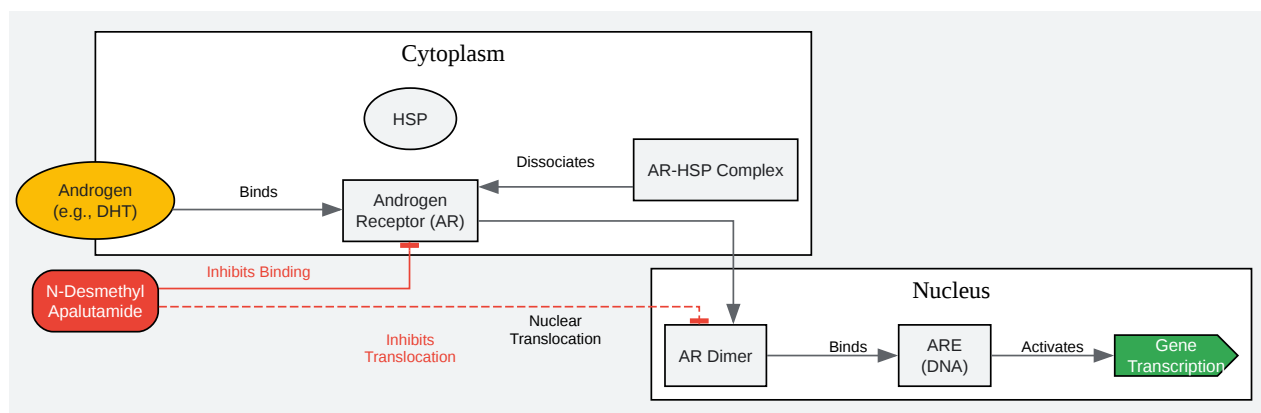 Cytoplasm
HSP
Dissociates
AR-HSP Complex
Androgen
(e.g., DHT)
Binds
Androgen
Receptor (AR)
Inhibits Binding
N-Desmethyl
Apalutamide
Nucleus
Nuclear
Translocation
Inhibits
Translocation
AR Dimer
Binds
ARE
(DNA)
Activates
Gene
Transcription